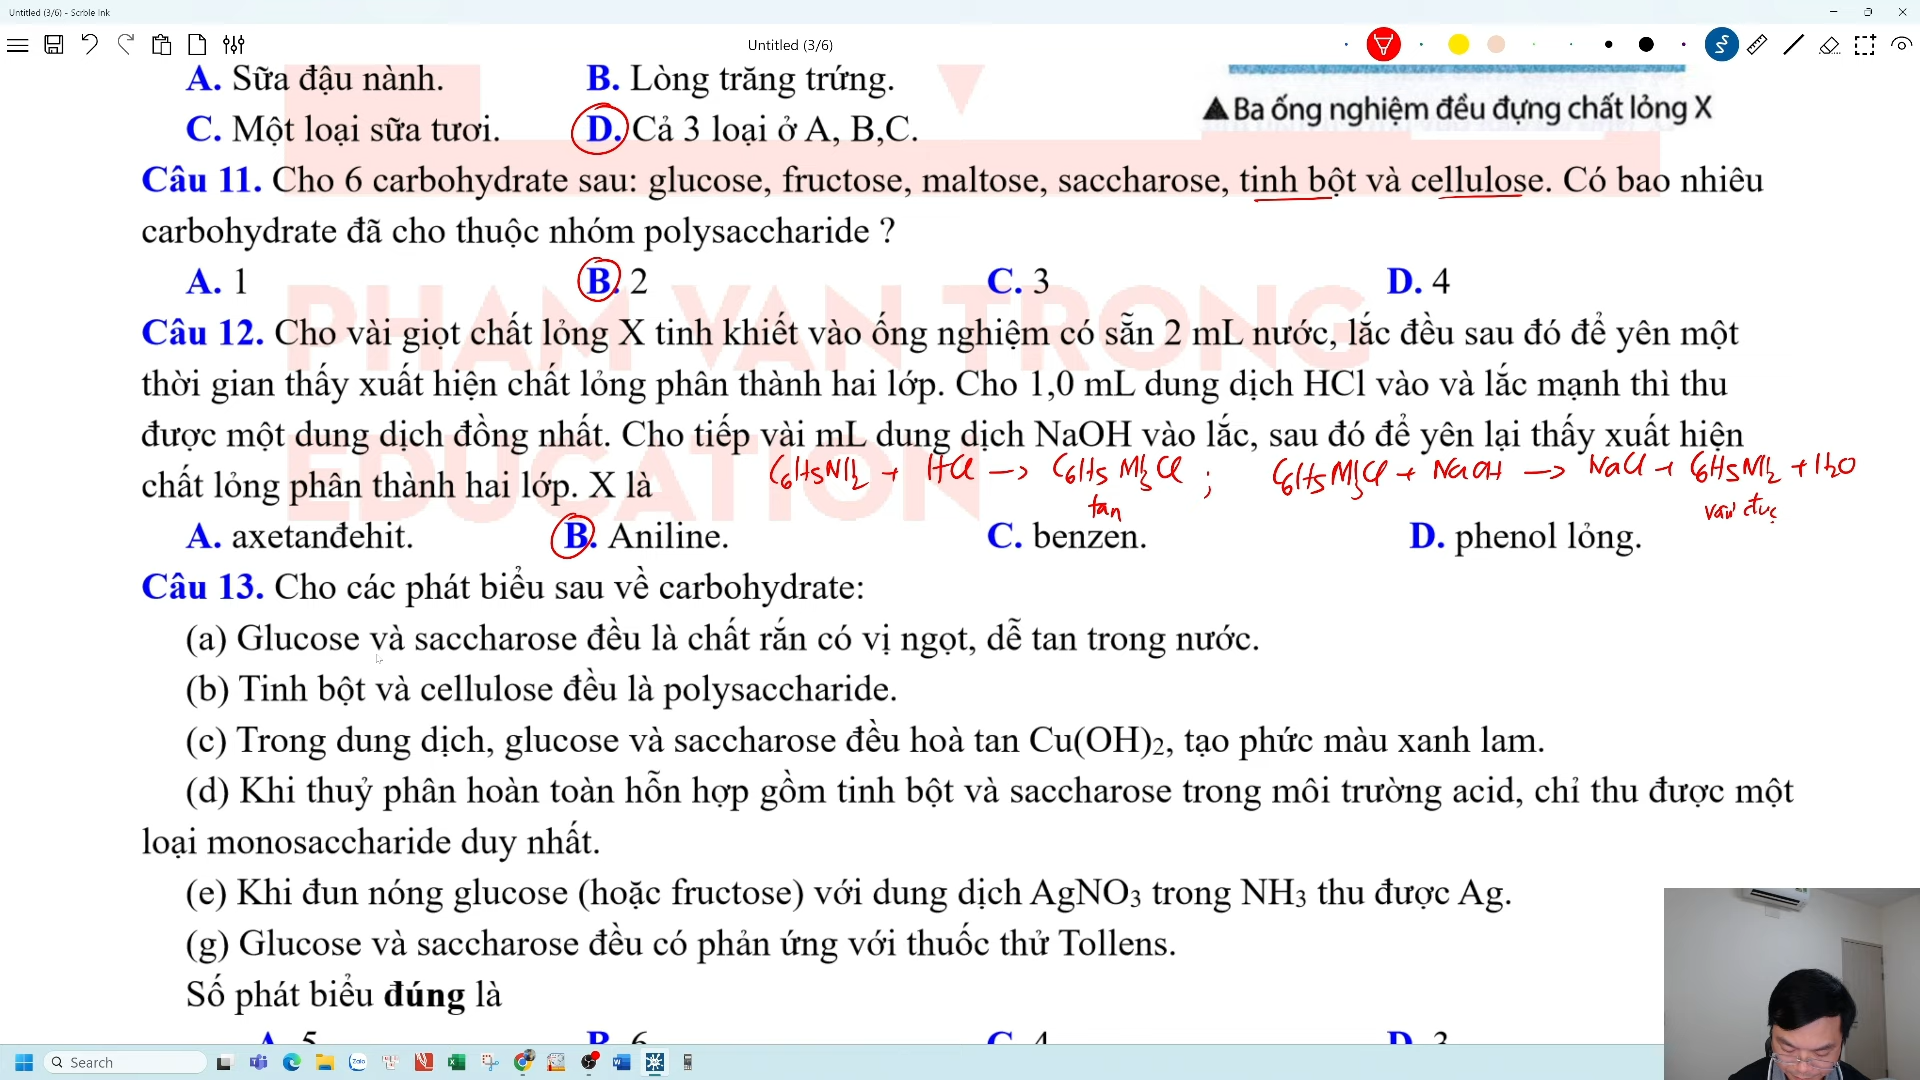 Untitled (3/6) - Scrble Ink
Untitled (3/6)
A. Sữa đậu nành. B. Lòng trắng trứng.
▲Ba ống nghiệm đều đựng chất lỏng X
C. Một loại sữa tươi. D. Cả 3 loại ở A, B,C.
Câu 11. Cho 6 carbohydrate sau: glucose, fructose, maltose, saccharose, tinh bột và cellulose. Có bao nhiêu
carbohydrate đã cho thuộc nhóm polysaccharide ?
A. 1 B. 2 C. 3 D. 4
PHAM VAN TRONG
EDUCATION
Câu 12. Cho vài giọt chất lỏng X tinh khiết vào ống nghiệm có sẵn 2 mL nước, lắc đều sau đó để yên một
thời gian thấy xuất hiện chất lỏng phân thành hai lớp. Cho 1,0 mL dung dịch HCl vào và lắc mạnh thì thu
được một dung dịch đồng nhất. Cho tiếp vài mL dung dịch NaOH vào lắc, sau đó để yên lại thấy xuất hiện
chất lỏng phân thành hai lớp. X là
C6H5NH2 + HCl → C6H5NH3Cl ; C6H5NH3Cl + NaOH → NaCl + C6H5NH2 + H2O
tan vẩn đục
A. axetanđehit. B. Aniline. C. benzen. D. phenol lỏng.
Câu 13. Cho các phát biểu sau về carbohydrate:
(a) Glucose và saccharose đều là chất rắn có vị ngọt, dễ tan trong nước.
(b) Tinh bột và cellulose đều là polysaccharide.
(c) Trong dung dịch, glucose và saccharose đều hoà tan Cu(OH)2, tạo phức màu xanh lam.
(d) Khi thuỷ phân hoàn toàn hỗn hợp gồm tinh bột và saccharose trong môi trường acid, chỉ thu được một
loại monosaccharide duy nhất.
(e) Khi đun nóng glucose (hoặc fructose) với dung dịch AgNO3 trong NH3 thu được Ag.
(g) Glucose và saccharose đều có phản ứng với thuốc thử Tollens.
Số phát biểu đúng là
Search
Zalo